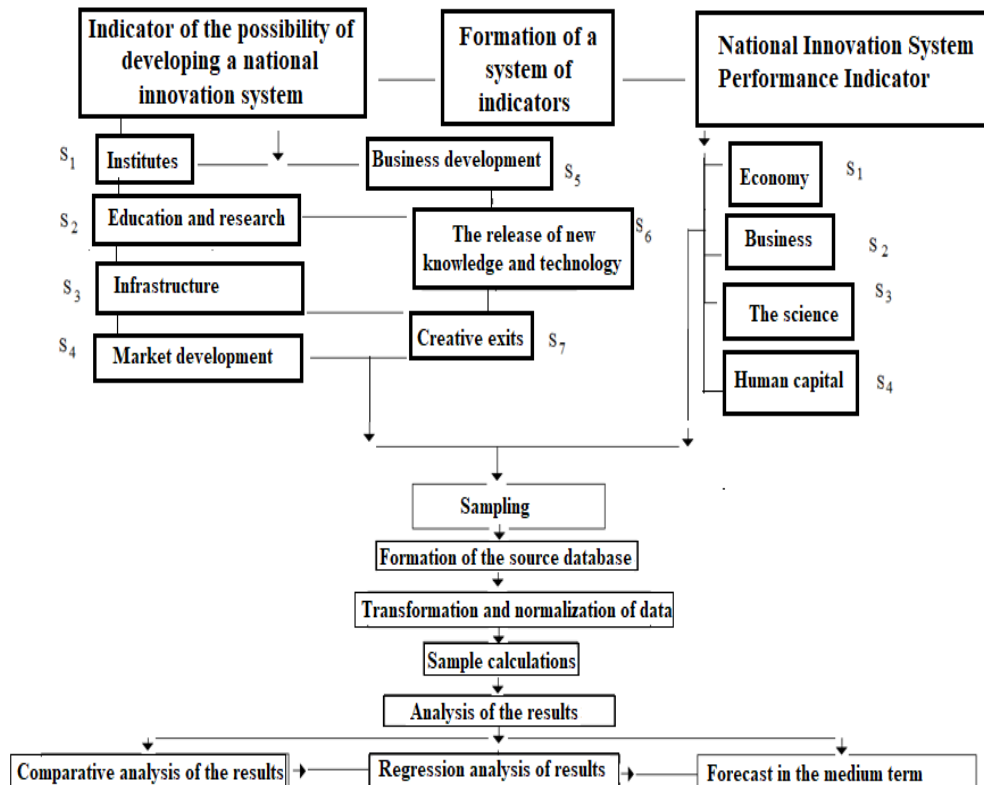 Indicator of the possibility of
developing a national
innovation system
Formation of a
system of
indicators
National Innovation System
Performance Indicator
S1
Institutes
Business development
S5
S2
Education and research
The release of new
knowledge and technology
S6
S3
Infrastructure
S4
Market development
Creative exits
S7
Economy
S1
Business
S2
The science
S3
Human capital
S4
Sampling
Formation of the source database
Transformation and normalization of data
Sample calculations
Analysis of the results
Comparative analysis of the results
Regression analysis of results
Forecast in the medium term